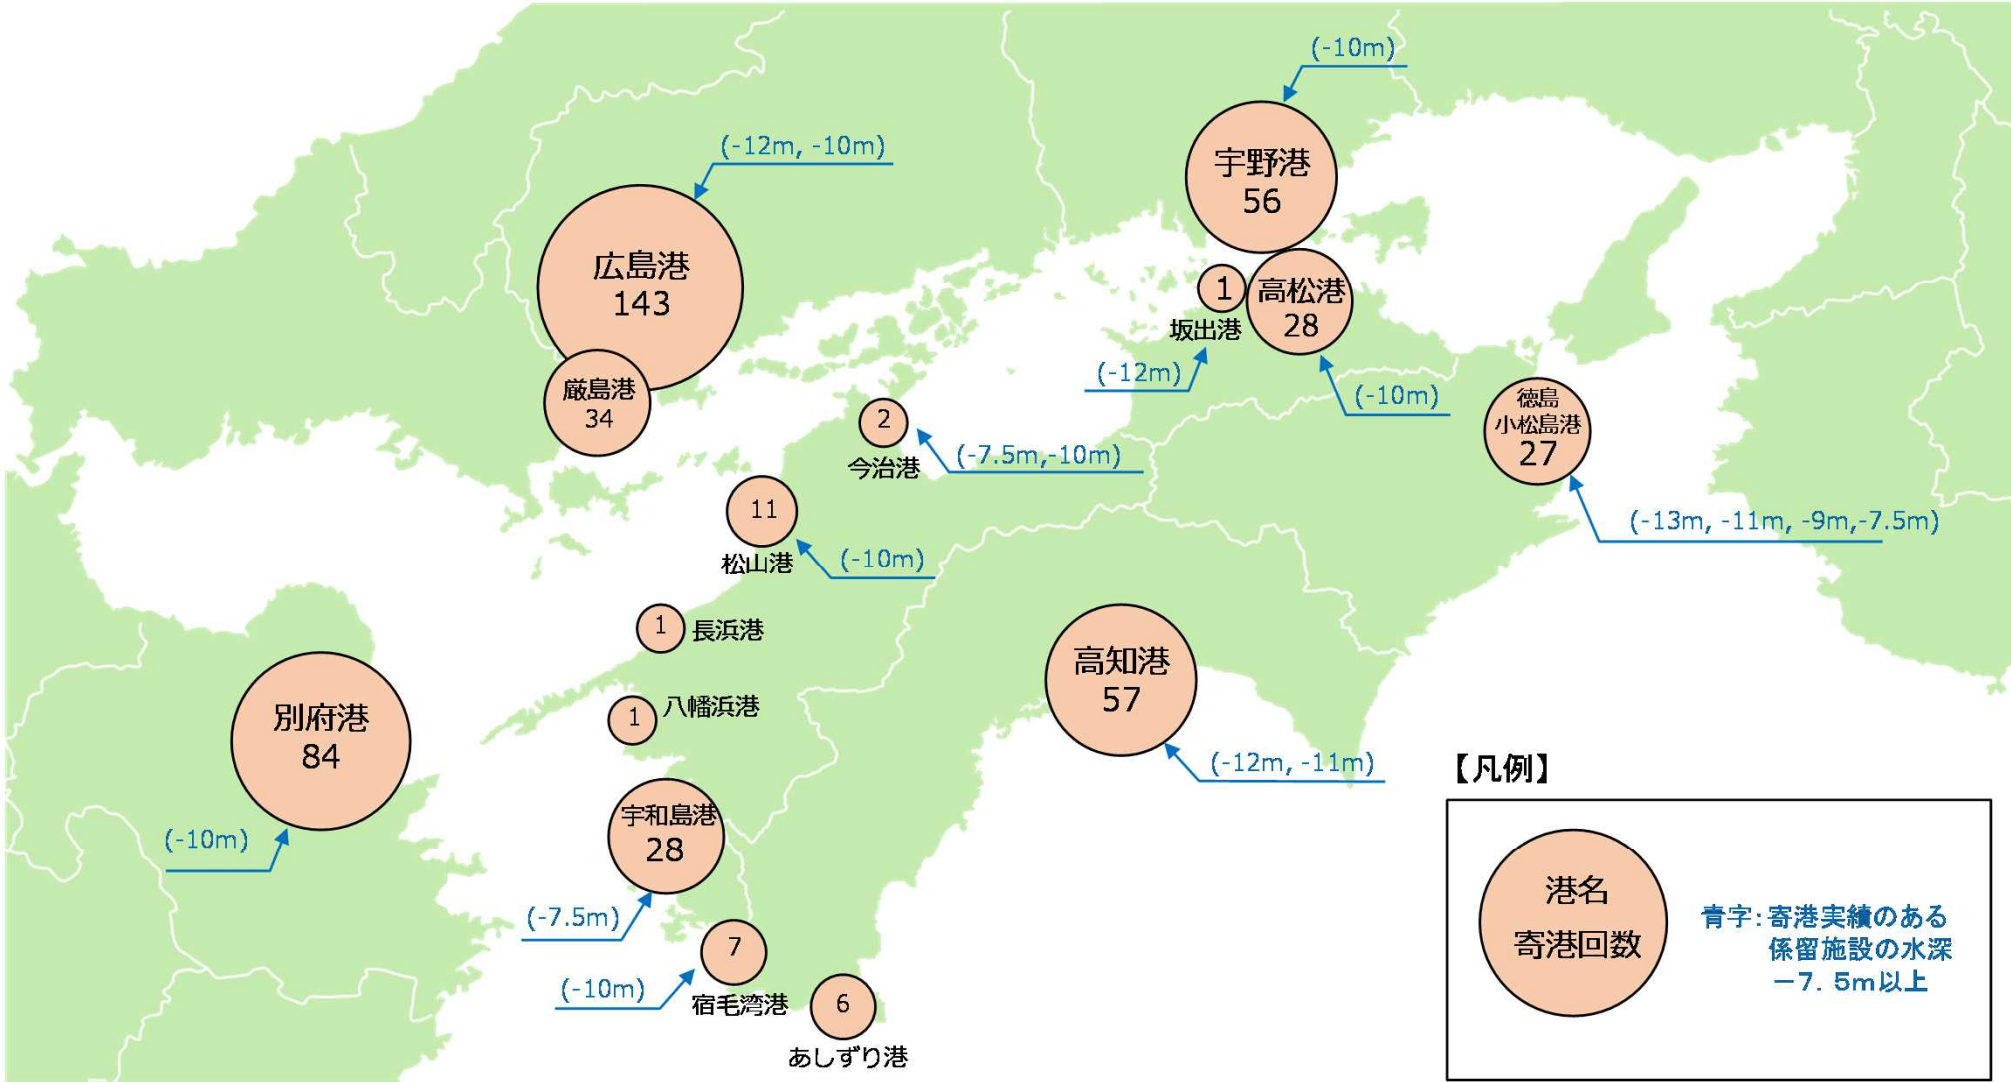 (-10m)
(-12m, -10m)
宇野港
56
広島港
143
1
坂出港
高松港
28
(-12m)
(-10m)
厳島港
34
2
今治港
(-7.5m,-10m)
徳島
小松島港
27
(-13m, -11m, -9m,-7.5m)
11
松山港
(-10m)
1
長浜港
1
八幡浜港
高知港
57
(-12m, -11m)
別府港
84
(-10m)
宇和島港
28
(-7.5m)
7
宿毛湾港
(-10m)
6
あしずり港
【凡例】
港名
寄港回数
青字:寄港実績のある
係留施設の水深
－7．5m以上